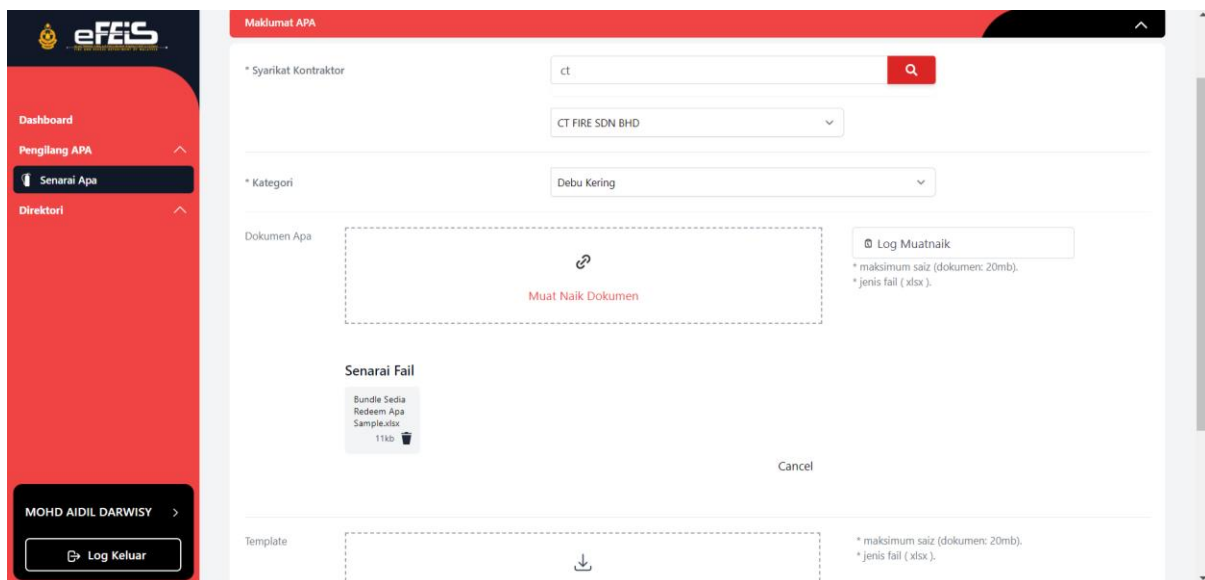 eFEiS
Dashboard
Pengilang APA
Senarai Apa
Direktori
MOHD AIDIL DARWISY
Log Keluar
Maklumat APA
* Syarikat Kontraktor
ct
CT FIRE SDN BHD
* Kategori
Debu Kering
Dokumen Apa
Muat Naik Dokumen
Log Muatnaik
* maksimum saiz (dokumen: 20mb).
* jenis fail ( xlsx ).
Senarai Fail
Bundle Sedia
Redeem Apa
Sample.xlsx
11kb
Cancel
Template
* maksimum saiz (dokumen: 20mb).
* jenis fail ( xlsx ).